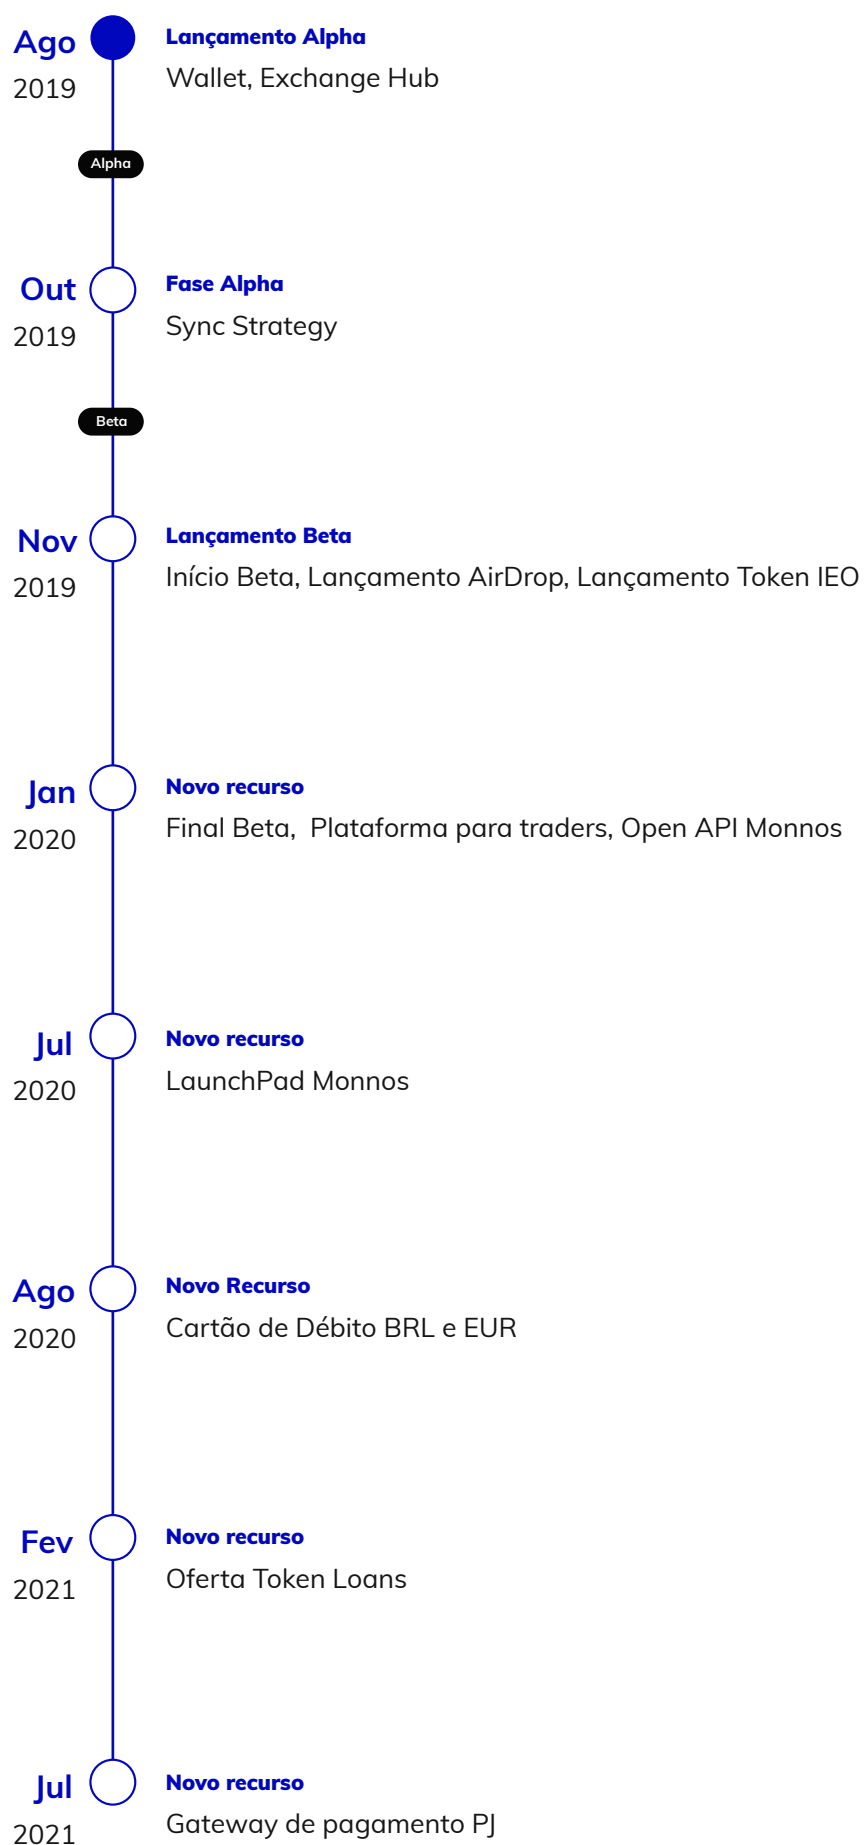 Ago
2019
Lançamento Alpha
Wallet, Exchange Hub
Alpha
Out
2019
Fase Alpha
Sync Strategy
Beta
Nov
2019
Lançamento Beta
Início Beta, Lançamento AirDrop, Lançamento Token IEO
Jan
2020
Novo recurso
Final Beta,  Plataforma para traders, Open API Monnos
Jul
2020
Novo recurso
LaunchPad Monnos
Ago
2020
Novo Recurso
Cartão de Débito BRL e EUR
Fev
2021
Novo recurso
Oferta Token Loans
Jul
2021
Novo recurso
Gateway de pagamento PJ